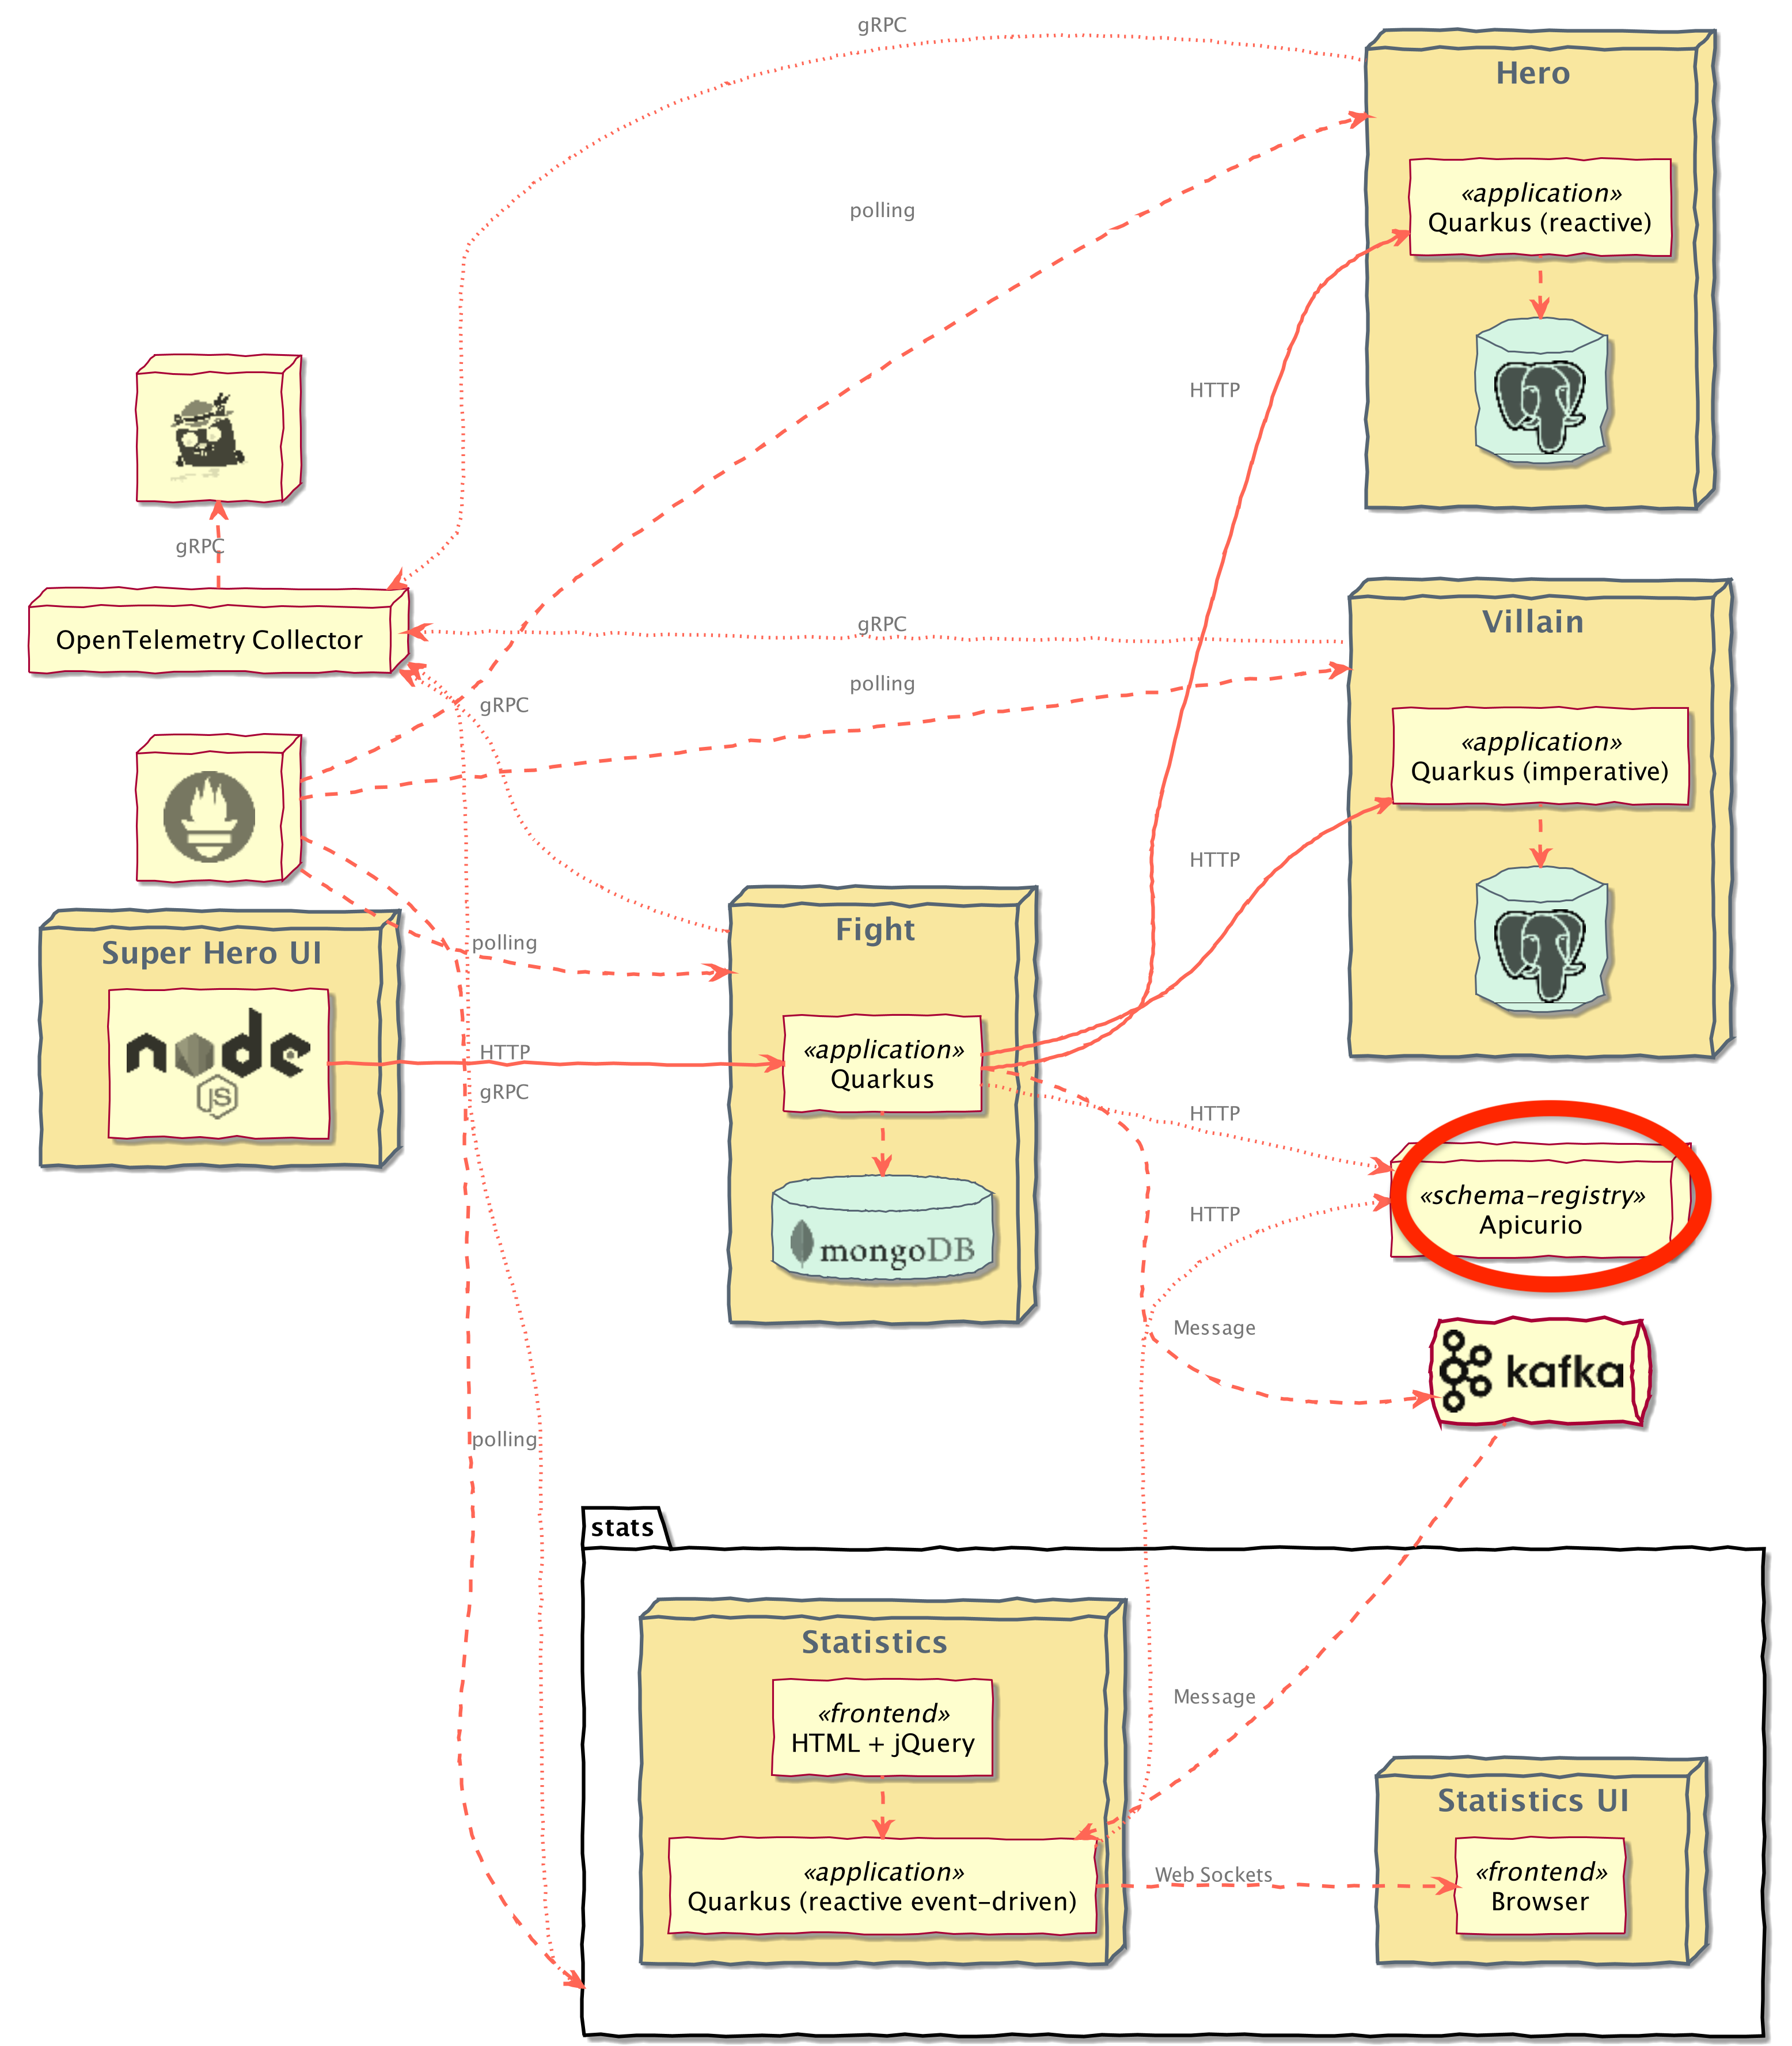 gRPC
Hero
«application»
Quarkus (reactive)
polling
HTTP
gRPC
OpenTelemetry Collector
gRPC
Villain
polling
gRPC
«application»
Quarkus (imperative)
HTTP
Super Hero UI
node
JS
polling
Fight
HTTP
gRPC
«application»
Quarkus
mongoDB
HTTP
«schema-registry»
Apicurio
HTTP
Message
kafka
polling
stats
Statistics
«frontend»
HTML + jQuery
Message
«application»
Quarkus (reactive event-driven)
Web Sockets
Statistics UI
«frontend»
Browser